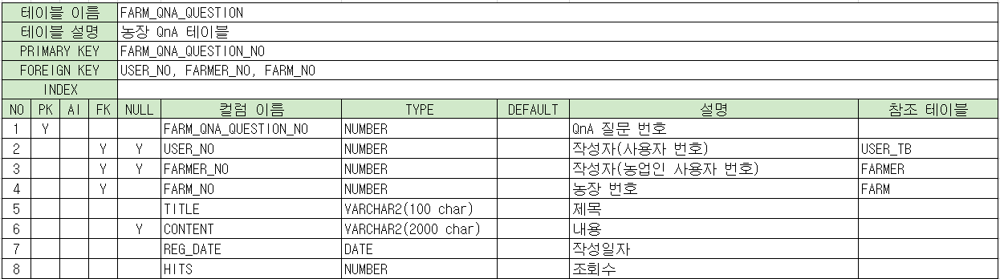 테이블 이름 FARM_QNA_QUESTION
테이블 설명 농장 QnA 테이블
PRIMARY KEY FARM_QNA_QUESTION_NO
FOREIGN KEY USER_NO, FARMER_NO, FARM_NO
INDEX
NO PK AI FK NULL 컬럼 이름 TYPE DEFAULT 설명 참조 테이블
1 Y FARM_QNA_QUESTION_NO NUMBER QnA 질문 번호
2 Y Y USER_NO NUMBER 작성자(사용자 번호) USER_TB
3 Y Y FARMER_NO NUMBER 작성자(농업인 사용자 번호) FARMER
4 Y FARM_NO NUMBER 농장 번호 FARM
5 TITLE VARCHAR2(100 char) 제목
6 Y CONTENT VARCHAR2(2000 char) 내용
7 REG_DATE DATE 작성일자
8 HITS NUMBER 조회수